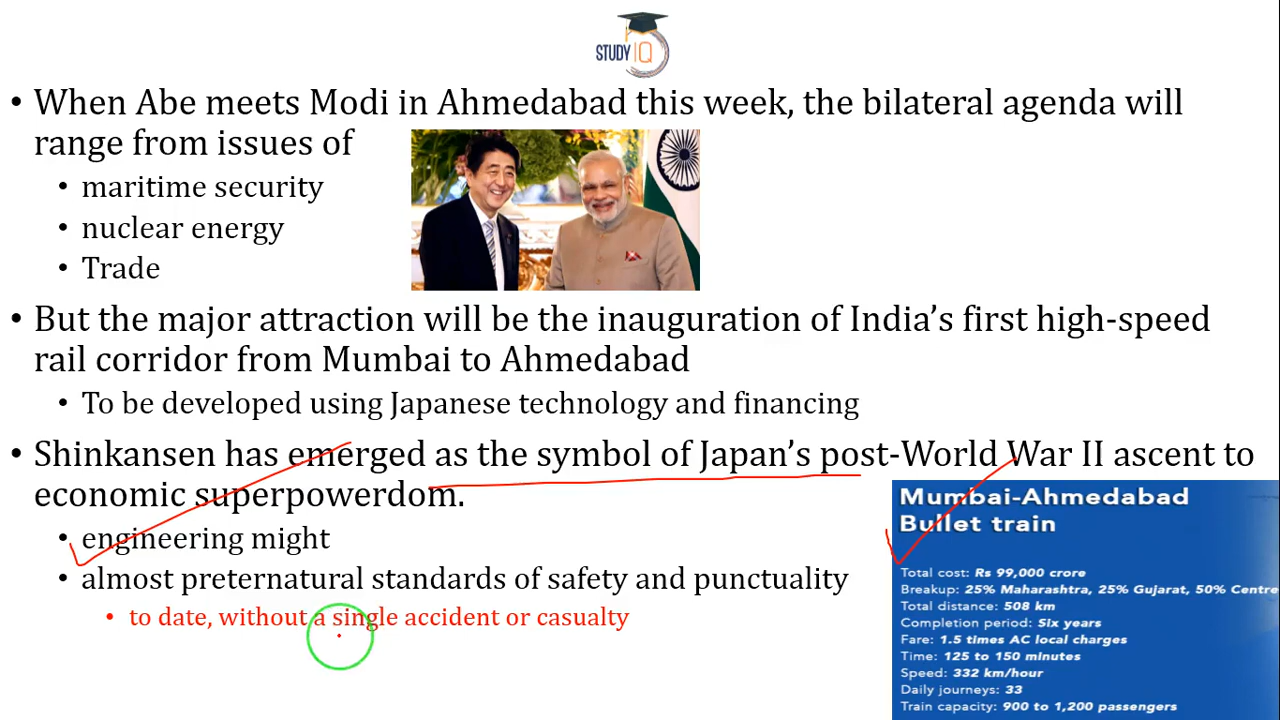 STUDY IQ
• When Abe meets Modi in Ahmedabad this week, the bilateral agenda will
range from issues of
• maritime security
• nuclear energy
• Trade
• But the major attraction will be the inauguration of India's first high-speed
rail corridor from Mumbai to Ahmedabad
• To be developed using Japanese technology and financing
• Shinkansen has emerged as the symbol of Japan's post-World War II ascent to
economic superpowerdom.
• engineering might
• almost preternatural standards of safety and punctuality
• to date, without a single accident or casualty
Mumbai-Ahmedabad
Bullet train
Total cost: Rs 99,000 crore
Breakup: 25% Maharashtra, 25% Gujarat, 50% Centre
Total distance: 508 km
Completion period: Six years
Fare: 1.5 times AC local charges
Time: 125 to 150 minutes
Speed: 332 km/hour
Daily journeys: 33
Train capacity: 900 to 1,200 passengers